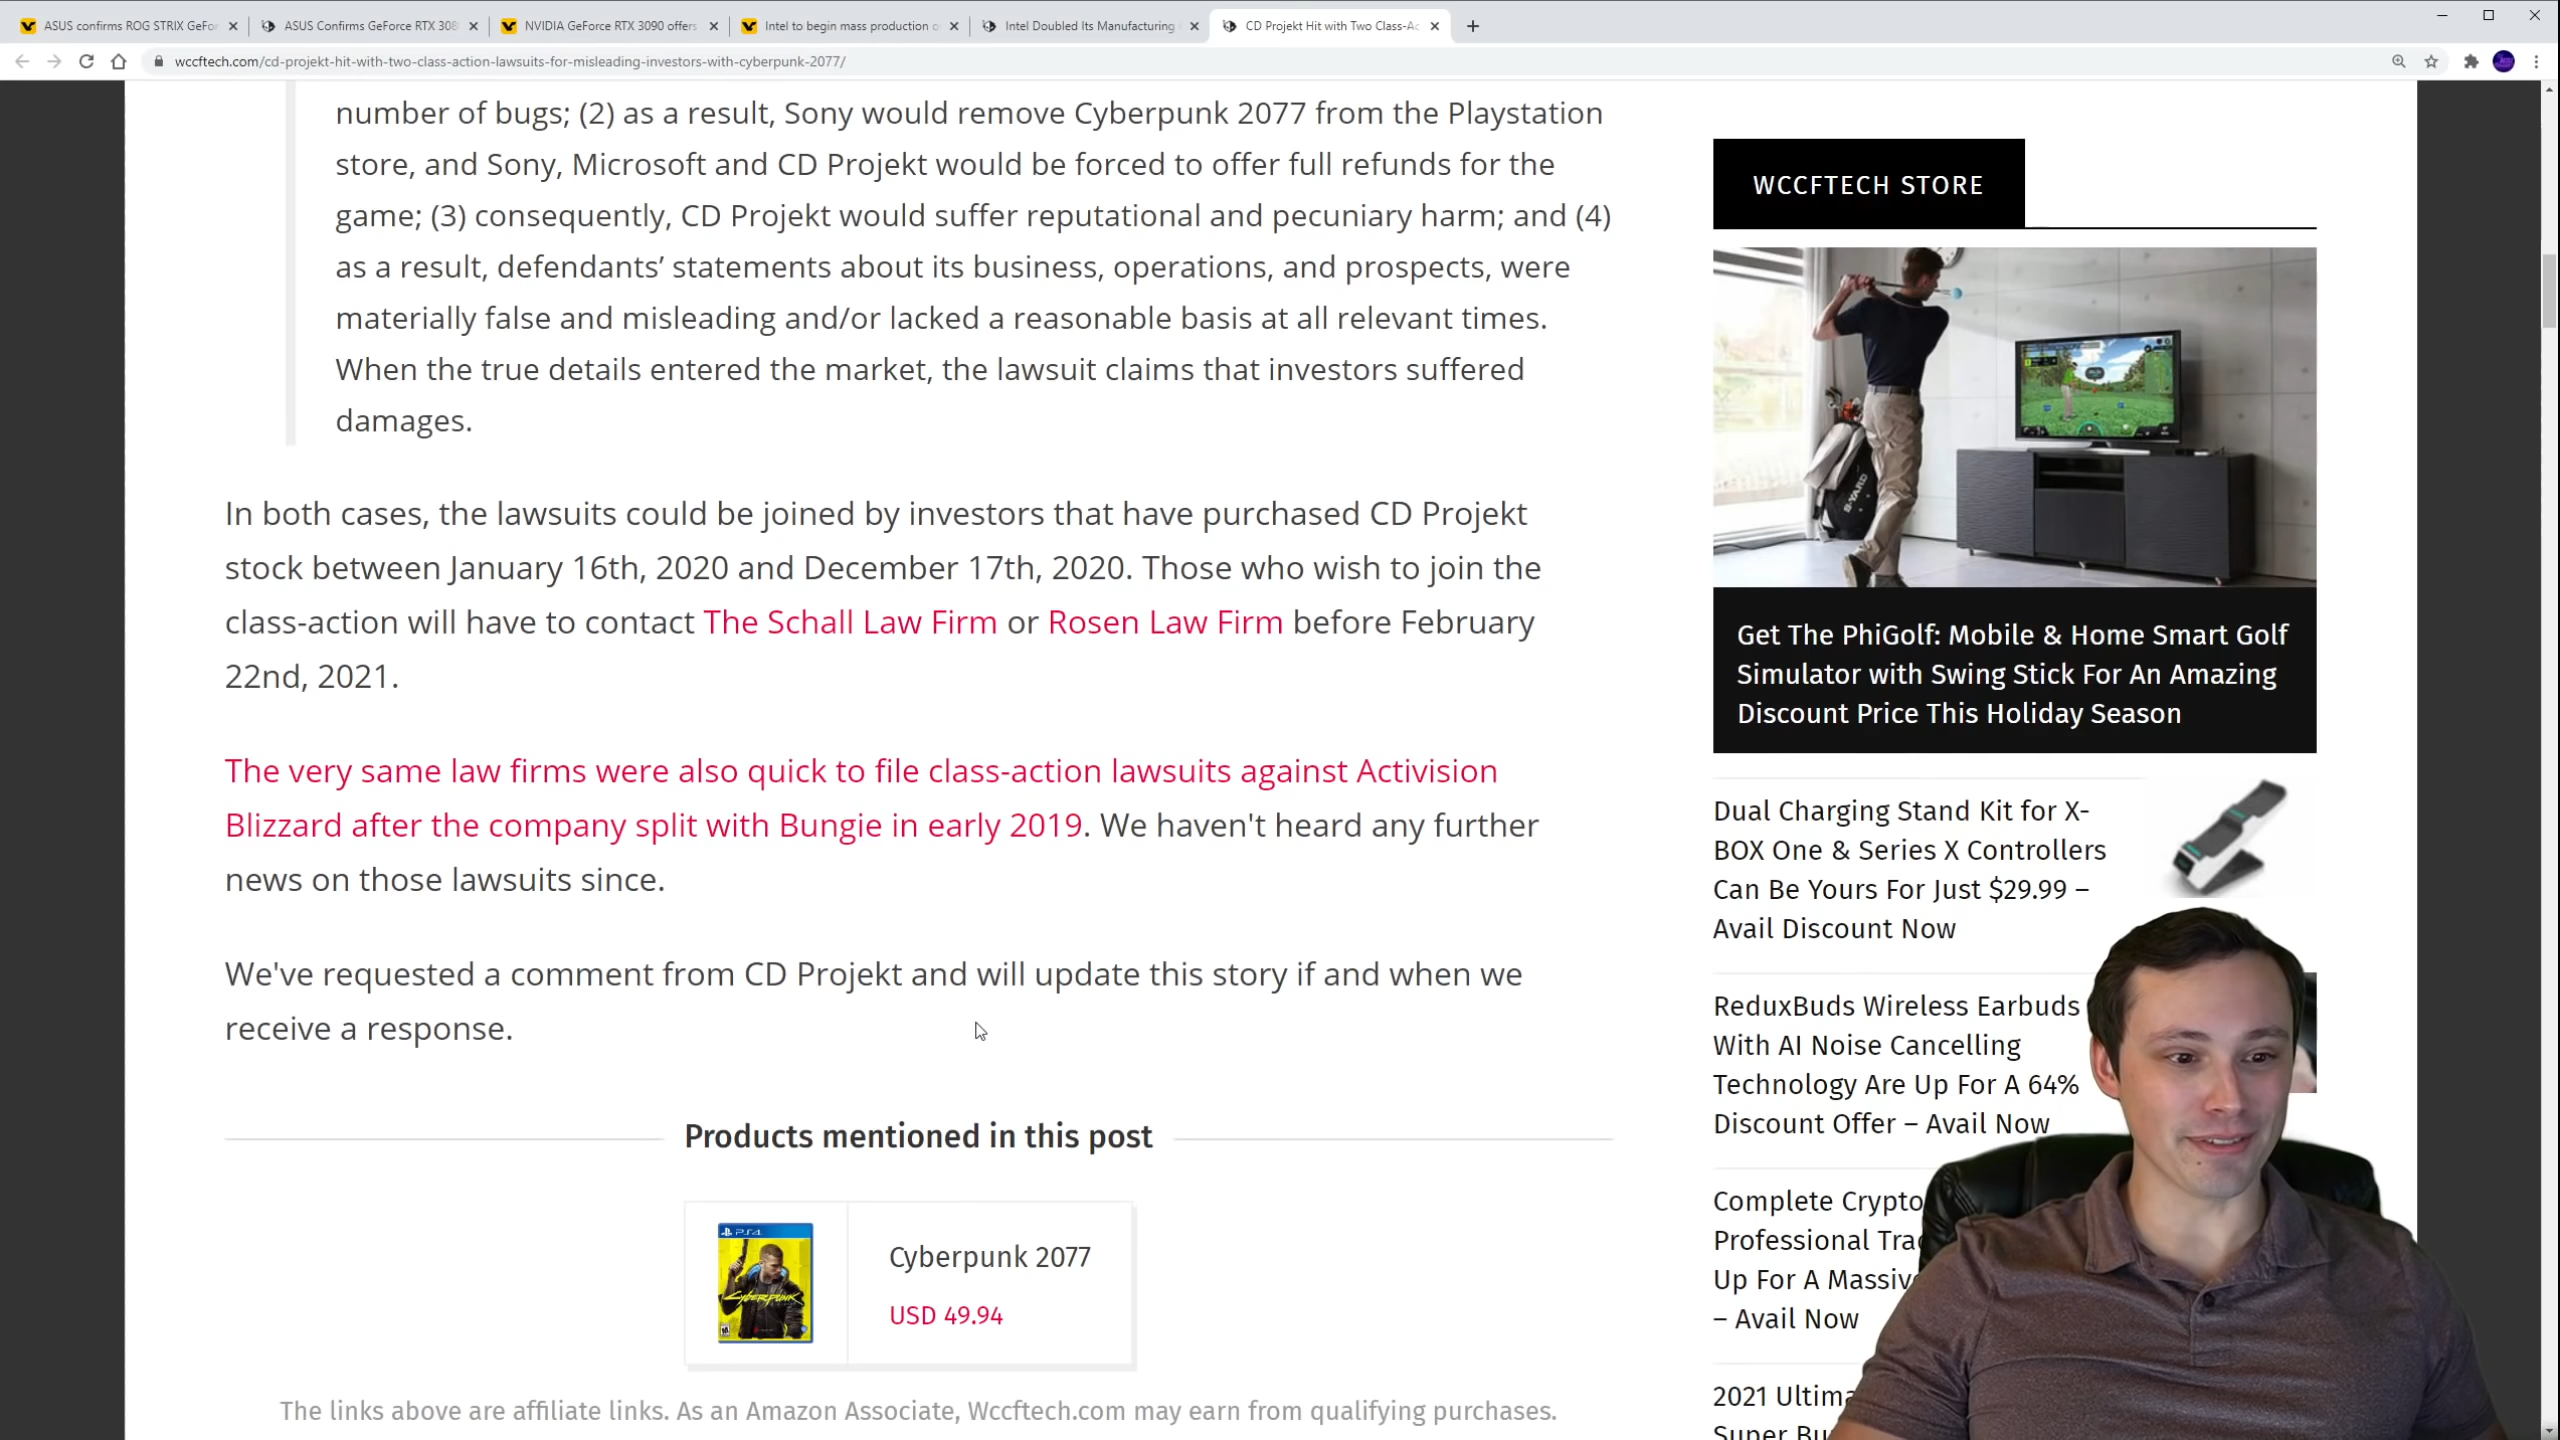 ASUS confirms ROG STRIX GeFor
ASUS Confirms GeForce RTX 308
NVIDIA GeForce RTX 3090 offers
Intel to begin mass production o
Intel Doubled Its Manufacturing
CD Projekt Hit with Two Class-Ac
wccftech.com/cd-projekt-hit-with-two-class-action-lawsuits-for-misleading-investors-with-cyberpunk-2077/
number of bugs; (2) as a result, Sony would remove Cyberpunk 2077 from the Playstation
store, and Sony, Microsoft and CD Projekt would be forced to offer full refunds for the
game; (3) consequently, CD Projekt would suffer reputational and pecuniary harm; and (4)
as a result, defendants’ statements about its business, operations, and prospects, were
materially false and misleading and/or lacked a reasonable basis at all relevant times.
When the true details entered the market, the lawsuit claims that investors suffered
damages.
In both cases, the lawsuits could be joined by investors that have purchased CD Projekt
stock between January 16th, 2020 and December 17th, 2020. Those who wish to join the
class-action will have to contact The Schall Law Firm or Rosen Law Firm before February
22nd, 2021.
The very same law firms were also quick to file class-action lawsuits against Activision
Blizzard after the company split with Bungie in early 2019. We haven't heard any further
news on those lawsuits since.
We've requested a comment from CD Projekt and will update this story if and when we
receive a response.
Products mentioned in this post
PS4
Cyberpunk
Cyberpunk 2077
USD 49.94
The links above are affiliate links. As an Amazon Associate, Wccftech.com may earn from qualifying purchases.
WCCFTECH STORE
Get The PhiGolf: Mobile & Home Smart Golf
Simulator with Swing Stick For An Amazing
Discount Price This Holiday Season
Dual Charging Stand Kit for X-
BOX One & Series X Controllers
Can Be Yours For Just $29.99 –
Avail Discount Now
ReduxBuds Wireless Earbuds
With AI Noise Cancelling
Technology Are Up For A 64%
Discount Offer – Avail Now
Complete Crypto
Professional Tra
Up For A Massiv
– Avail Now
2021 Ultima
Super Bu